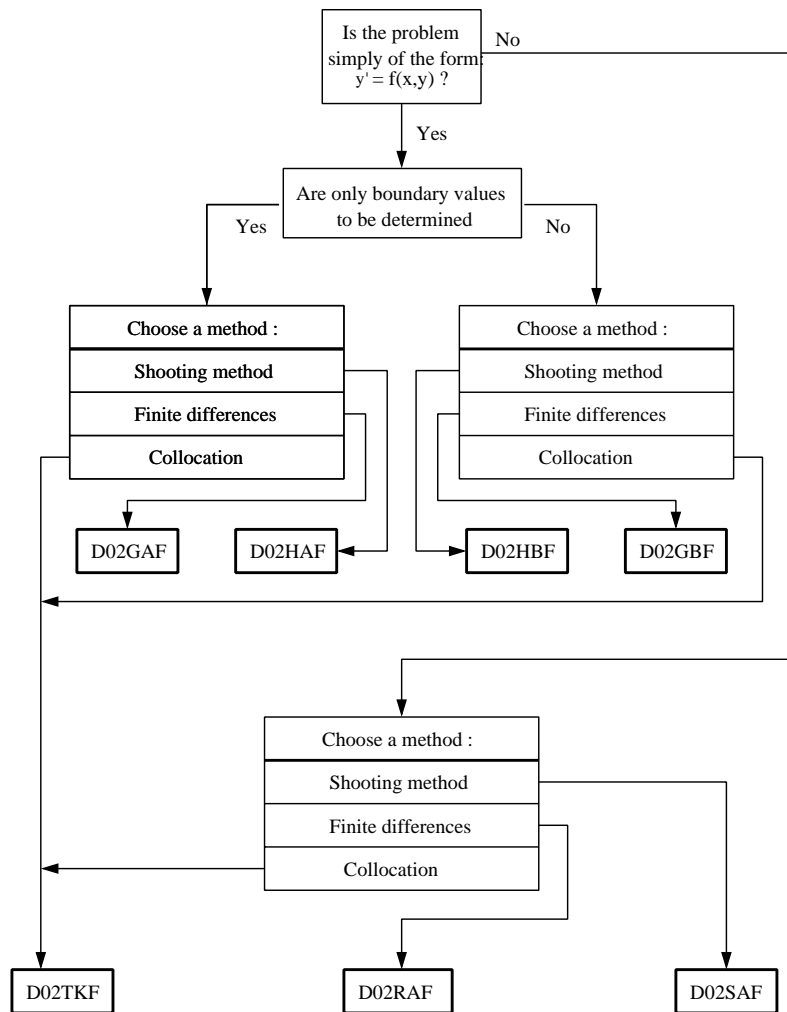 Is the problem
simply of the form:
y' = f(x,y) ?
No
Yes
Are only boundary values
to be determined
Yes
No
Choose a method :
Shooting method
Finite differences
Collocation
Choose a method :
Shooting method
Finite differences
Collocation
D02GAF
D02HAF
D02HBF
D02GBF
Choose a method :
Shooting method
Finite differences
Collocation
D02TKF
D02RAF
D02SAF